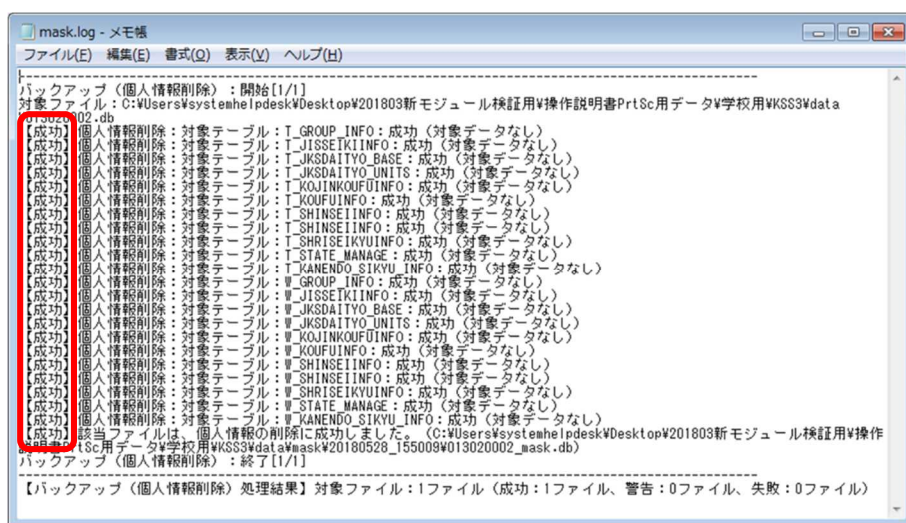 mask.log - メモ帳
ファイル(F) 編集(E) 書式(O) 表示(V) ヘルプ(H)
--------------------------------------------------------------------------------
バックアップ（個人情報削除）：開始[1/1]
対象ファイル：C:¥Users¥systemhelpdesk¥Desktop¥201803新モジュール検証用¥操作説明書PrtSc用データ¥学校用¥KSS3¥data
¥013020002.db
【成功】個人情報削除：対象テーブル：T_GROUP_INFO：成功（対象データなし）
【成功】個人情報削除：対象テーブル：T_JISSEIKIINFO：成功（対象データなし）
【成功】個人情報削除：対象テーブル：T_JKSDAITYO_BASE：成功（対象データなし）
【成功】個人情報削除：対象テーブル：T_JKSDAITYO_UNITS：成功（対象データなし）
【成功】個人情報削除：対象テーブル：T_KOJINKOUFUINFO：成功（対象データなし）
【成功】個人情報削除：対象テーブル：T_KOUFUINFO：成功（対象データなし）
【成功】個人情報削除：対象テーブル：T_SHINSEIINFO：成功（対象データなし）
【成功】個人情報削除：対象テーブル：T_SHINSEIINFO：成功（対象データなし）
【成功】個人情報削除：対象テーブル：T_SHRISEIKYUINFO：成功（対象データなし）
【成功】個人情報削除：対象テーブル：T_STATE_MANAGE：成功（対象データなし）
【成功】個人情報削除：対象テーブル：T_KANENDO_SIKYU_INFO：成功（対象データなし）
【成功】個人情報削除：対象テーブル：W_GROUP_INFO：成功（対象データなし）
【成功】個人情報削除：対象テーブル：W_JISSEIKIINFO：成功（対象データなし）
【成功】個人情報削除：対象テーブル：W_JKSDAITYO_BASE：成功（対象データなし）
【成功】個人情報削除：対象テーブル：W_JKSDAITYO_UNITS：成功（対象データなし）
【成功】個人情報削除：対象テーブル：W_KOJINKOUFUINFO：成功（対象データなし）
【成功】個人情報削除：対象テーブル：W_KOUFUINFO：成功（対象データなし）
【成功】個人情報削除：対象テーブル：W_SHINSEIINFO：成功（対象データなし）
【成功】個人情報削除：対象テーブル：W_SHINSEIINFO：成功（対象データなし）
【成功】個人情報削除：対象テーブル：W_SHRISEIKYUINFO：成功（対象データなし）
【成功】個人情報削除：対象テーブル：W_STATE_MANAGE：成功（対象データなし）
【成功】個人情報削除：対象テーブル：W_KANENDO_SIKYU_INFO：成功（対象データなし）
【成功】該当ファイルは、個人情報の削除に成功しました。（C:¥Users¥systemhelpdesk¥Desktop¥201803新モジュール検証用¥操作
説明書PrtSc用データ¥学校用¥KSS3¥data¥mask¥20180528_155009¥013020002_mask.db）
バックアップ（個人情報削除）：終了[1/1]
--------------------------------------------------------------------------------
【バックアップ（個人情報削除）処理結果】対象ファイル：1ファイル（成功：1ファイル、警告：0ファイル、失敗：0ファイル）